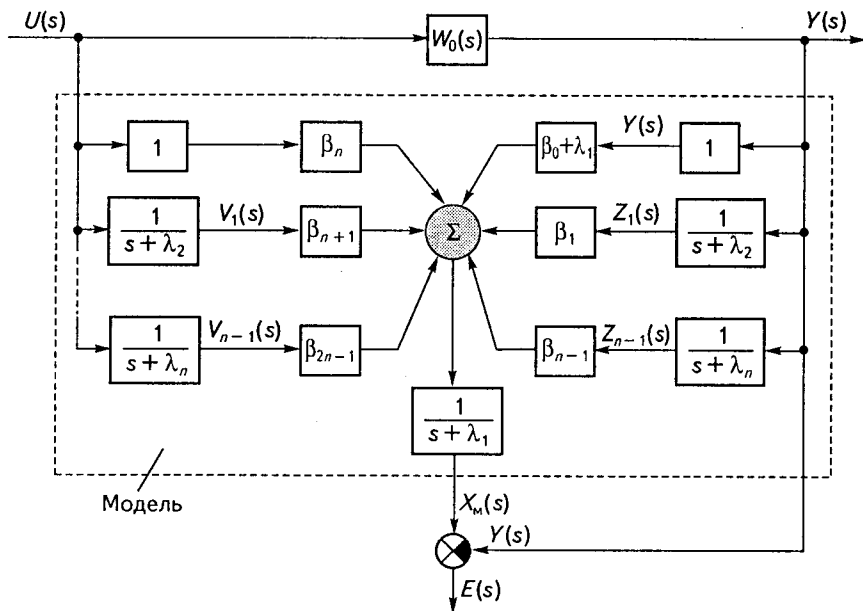 U(s)
W₀(s)
Y(s)
1
βₙ
β₀+λ₁
Y(s)
1
1
s + λ₂
V₁(s)
βₙ₊₁
Σ
β₁
Z₁(s)
1
s + λ₂
1
s + λₙ
Vₙ₋₁(s)
β₂ₙ₋₁
βₙ₋₁
Zₙ₋₁(s)
1
s + λₙ
1
s + λ₁
Модель
Xₘ(s)
Y(s)
E(s)